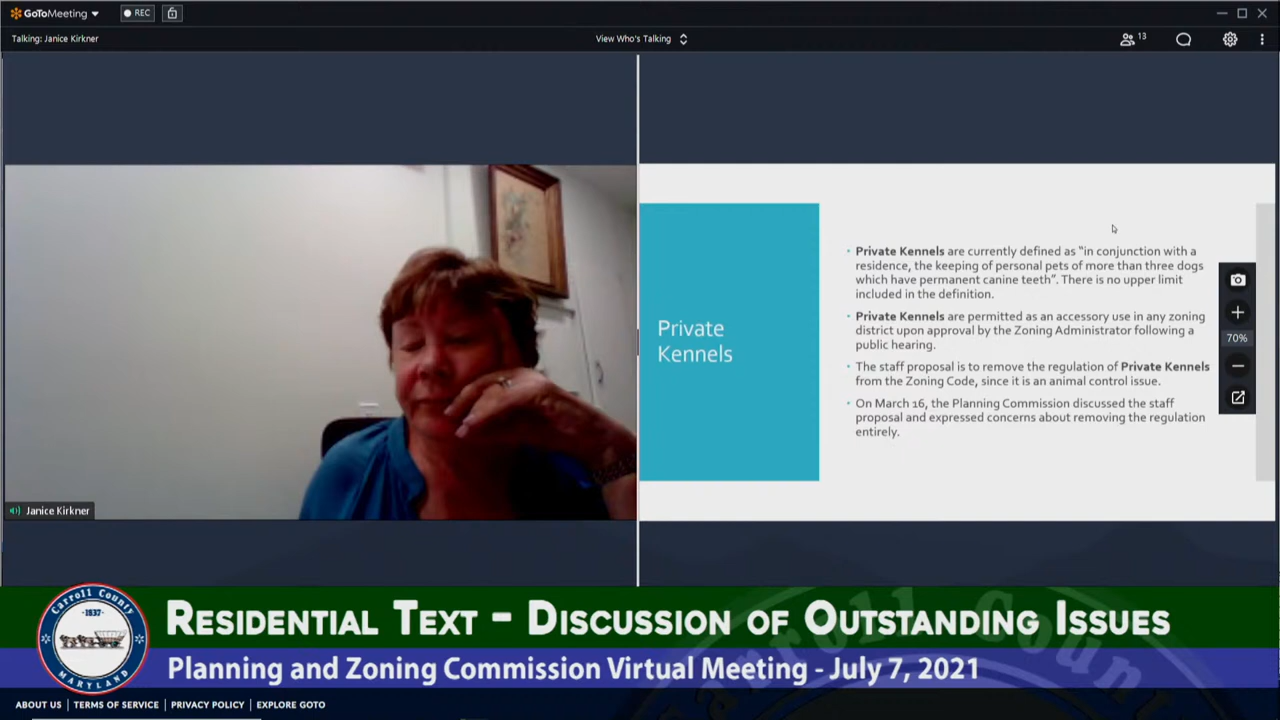 GoToMeeting
REC
Talking: Janice Kirkner
View Who's Talking
13
Private
Kennels
• Private Kennels are currently defined as “in conjunction with a
residence, the keeping of personal pets of more than three dogs
which have permanent canine teeth”. There is no upper limit
included in the definition.
• Private Kennels are permitted as an accessory use in any zoning
district upon approval by the Zoning Administrator following a
public hearing.
• The staff proposal is to remove the regulation of Private Kennels
from the Zoning Code, since it is an animal control issue.
• On March 16, the Planning Commission discussed the staff
proposal and expressed concerns about removing the regulation
entirely.
70%
Janice Kirkner
Carroll County
1837
Maryland
Residential Text - Discussion of Outstanding Issues
Planning and Zoning Commission Virtual Meeting - July 7, 2021
ABOUT US | TERMS OF SERVICE | PRIVACY POLICY | EXPLORE GOTO